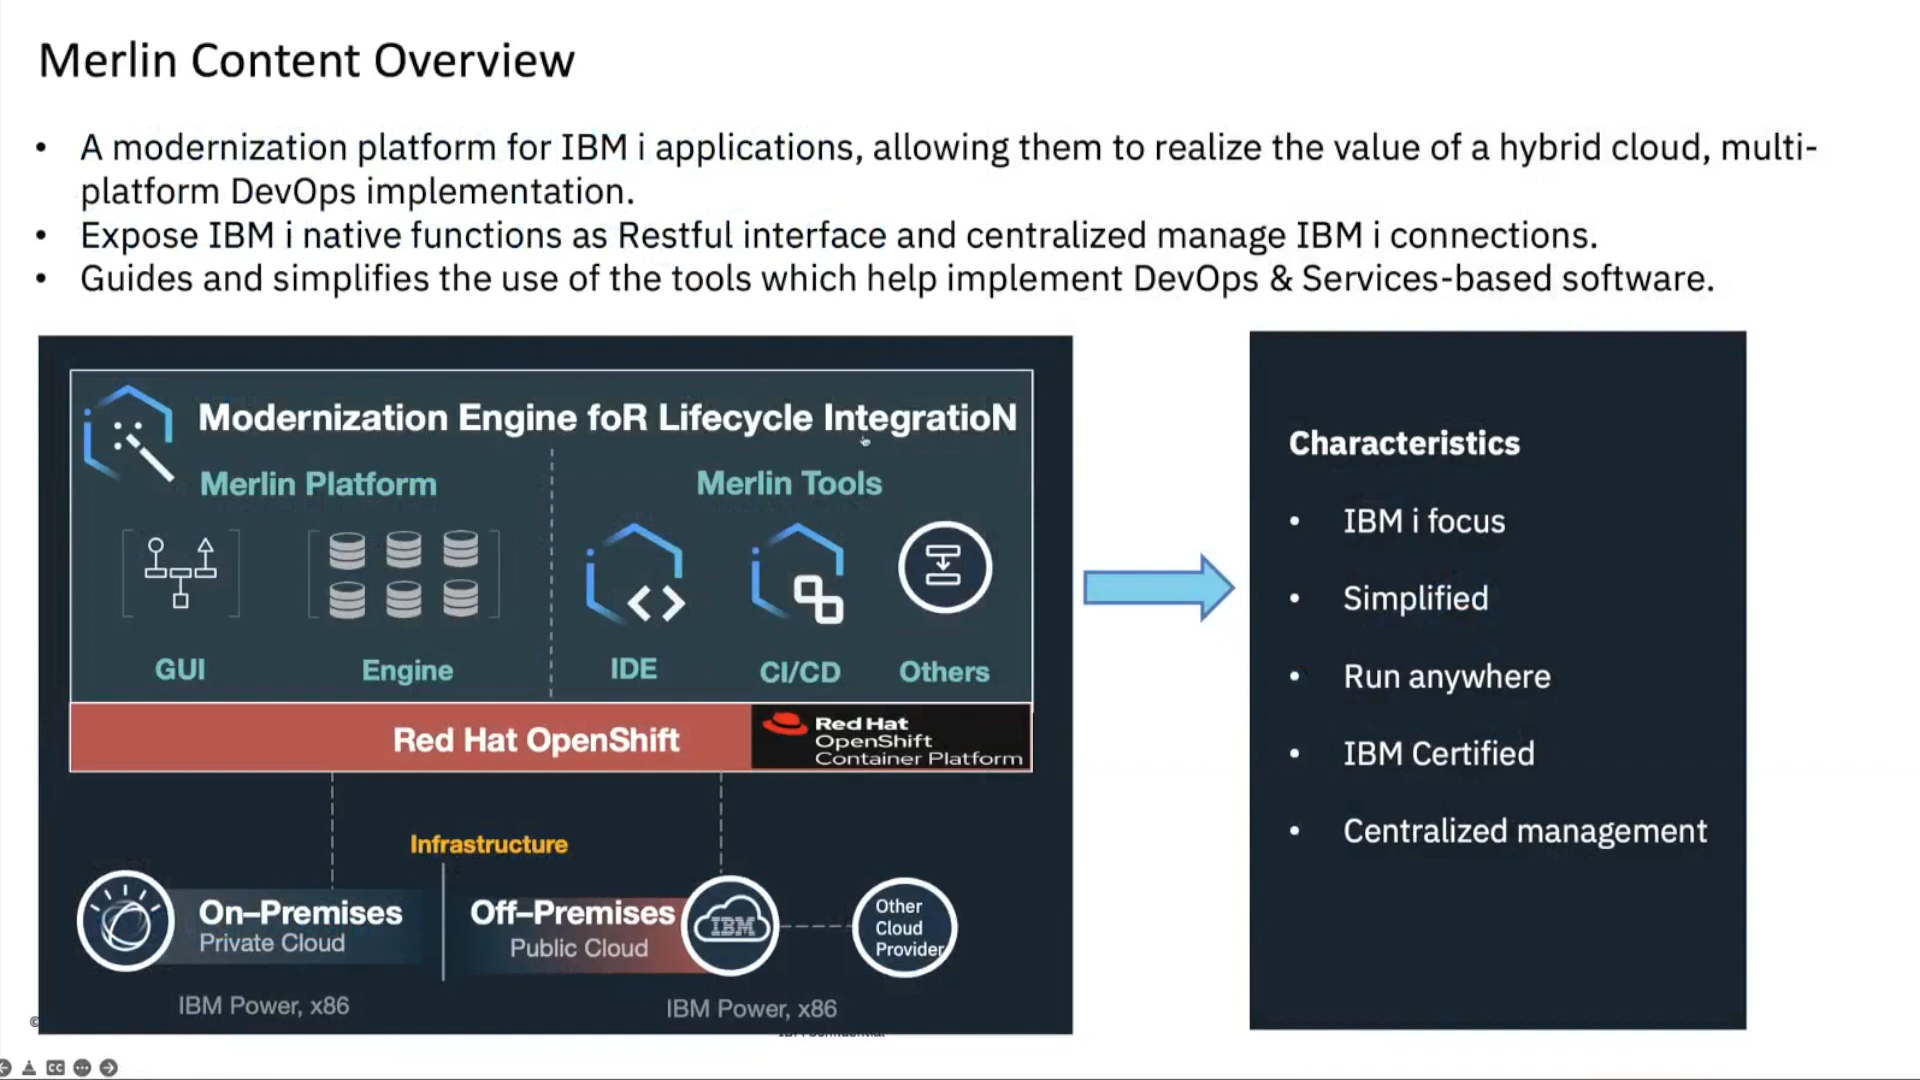 Merlin Content Overview
• A modernization platform for IBM i applications, allowing them to realize the value of a hybrid cloud, multi-
platform DevOps implementation.
• Expose IBM i native functions as Restful interface and centralized manage IBM i connections.
• Guides and simplifies the use of the tools which help implement DevOps & Services-based software.
Modernization Engine foR Lifecycle IntegratioN
Merlin Platform
Merlin Tools
GUI
Engine
IDE
CI/CD
Others
Red Hat OpenShift
Red Hat
OpenShift
Container Platform
Infrastructure
On–Premises
Private Cloud
Off–Premises
Public Cloud
IBM
Other
Cloud
Provider
IBM Power, x86
IBM Power, x86
Characteristics
• IBM i focus
• Simplified
• Run anywhere
• IBM Certified
• Centralized management
©
CC